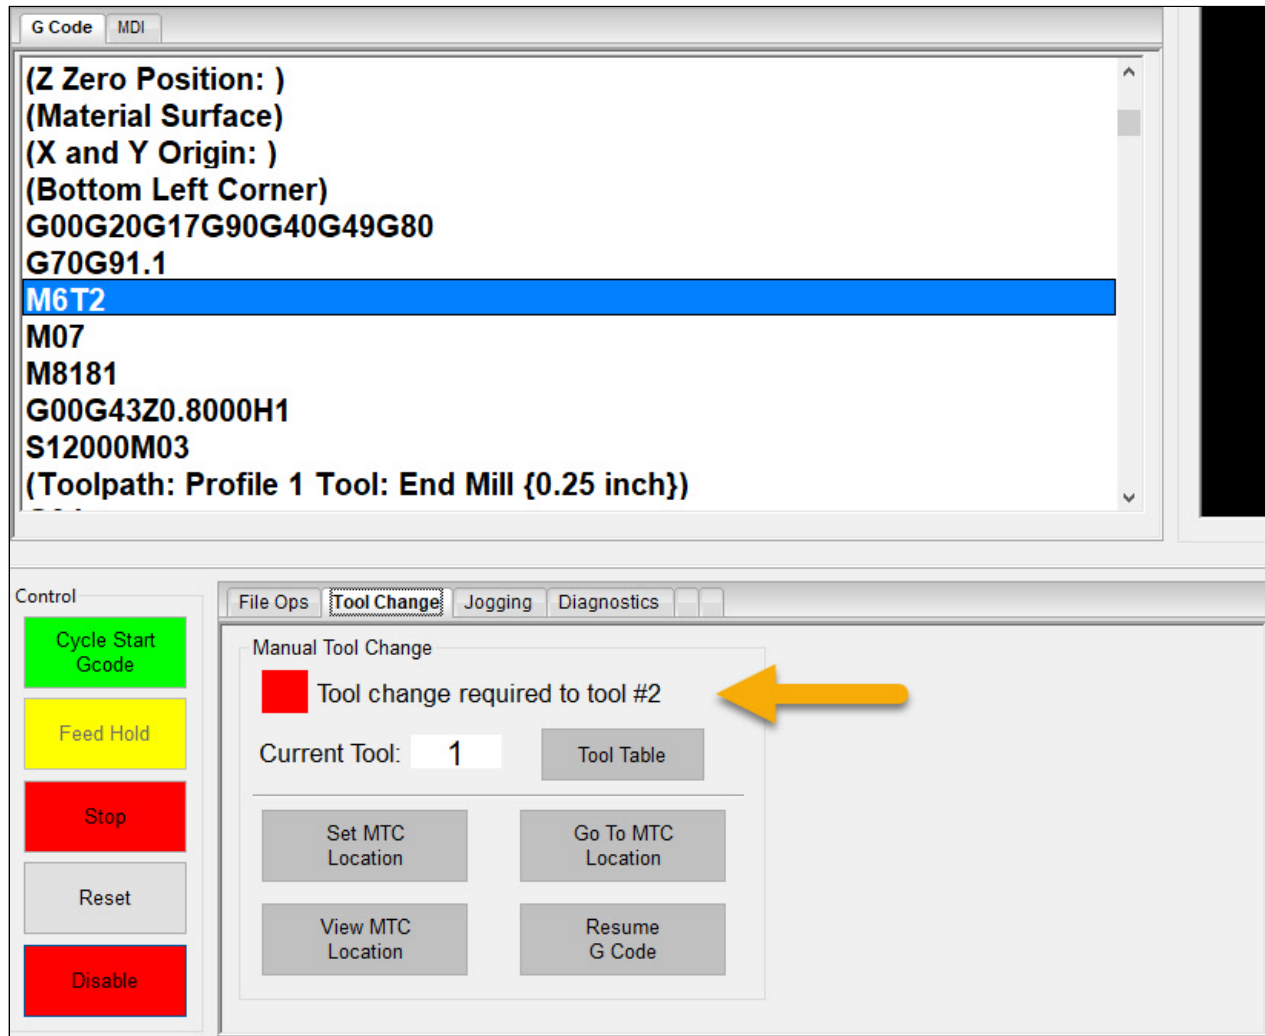 G Code MDI
(Z Zero Position: )
(Material Surface)
(X and Y Origin: )
(Bottom Left Corner)
G00G20G17G90G40G49G80
G70G91.1
M6T2
M07
M8181
G00G43Z0.8000H1
S12000M03
(Toolpath: Profile 1 Tool: End Mill {0.25 inch})
Control
Cycle Start
Gcode
Feed Hold
Stop
Reset
Disable
File Ops Tool Change Jogging Diagnostics
Manual Tool Change
Tool change required to tool #2
Current Tool: 1 Tool Table
Set MTC
Location
Go To MTC
Location
View MTC
Location
Resume
G Code